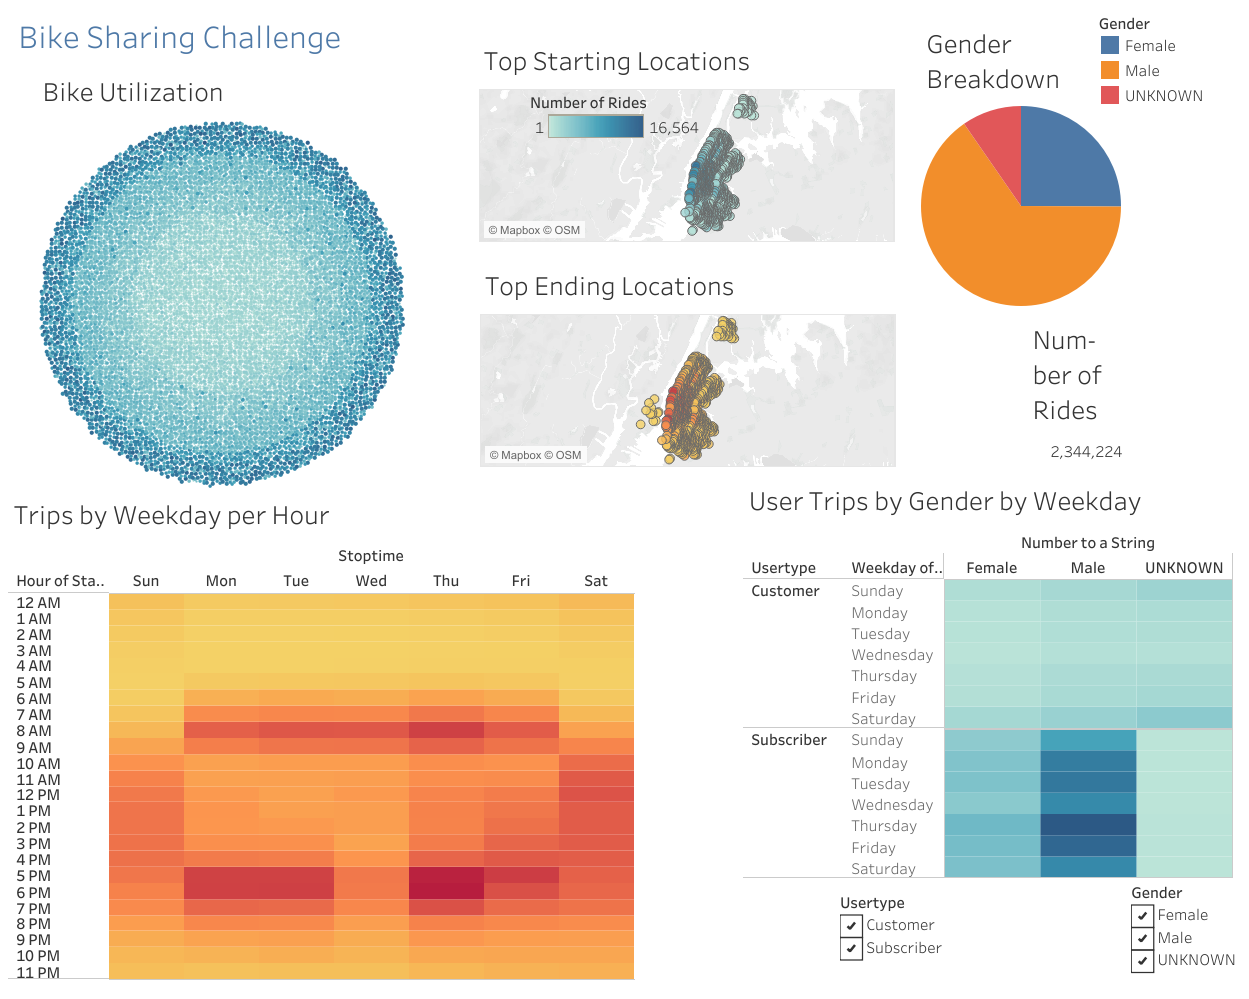 Bike Sharing Challenge
Bike Utilization
Top Starting Locations
Number of Rides
1 16,564
© Mapbox © OSM
Top Ending Locations
© Mapbox © OSM
Gender
Breakdown
Gender
Female
Male
UNKNOWN
Num-
ber of
Rides
2,344,224
Trips by Weekday per Hour
Stoptime
Hour of Sta.. Sun Mon Tue Wed Thu Fri Sat
12 AM
1 AM
2 AM
3 AM
4 AM
5 AM
6 AM
7 AM
8 AM
9 AM
10 AM
11 AM
12 PM
1 PM
2 PM
3 PM
4 PM
5 PM
6 PM
7 PM
8 PM
9 PM
10 PM
11 PM
User Trips by Gender by Weekday
Number to a String
Usertype Weekday of.. Female Male UNKNOWN
Customer Sunday
Monday
Tuesday
Wednesday
Thursday
Friday
Saturday
Subscriber Sunday
Monday
Tuesday
Wednesday
Thursday
Friday
Saturday
Usertype
Customer
Subscriber
Gender
Female
Male
UNKNOWN